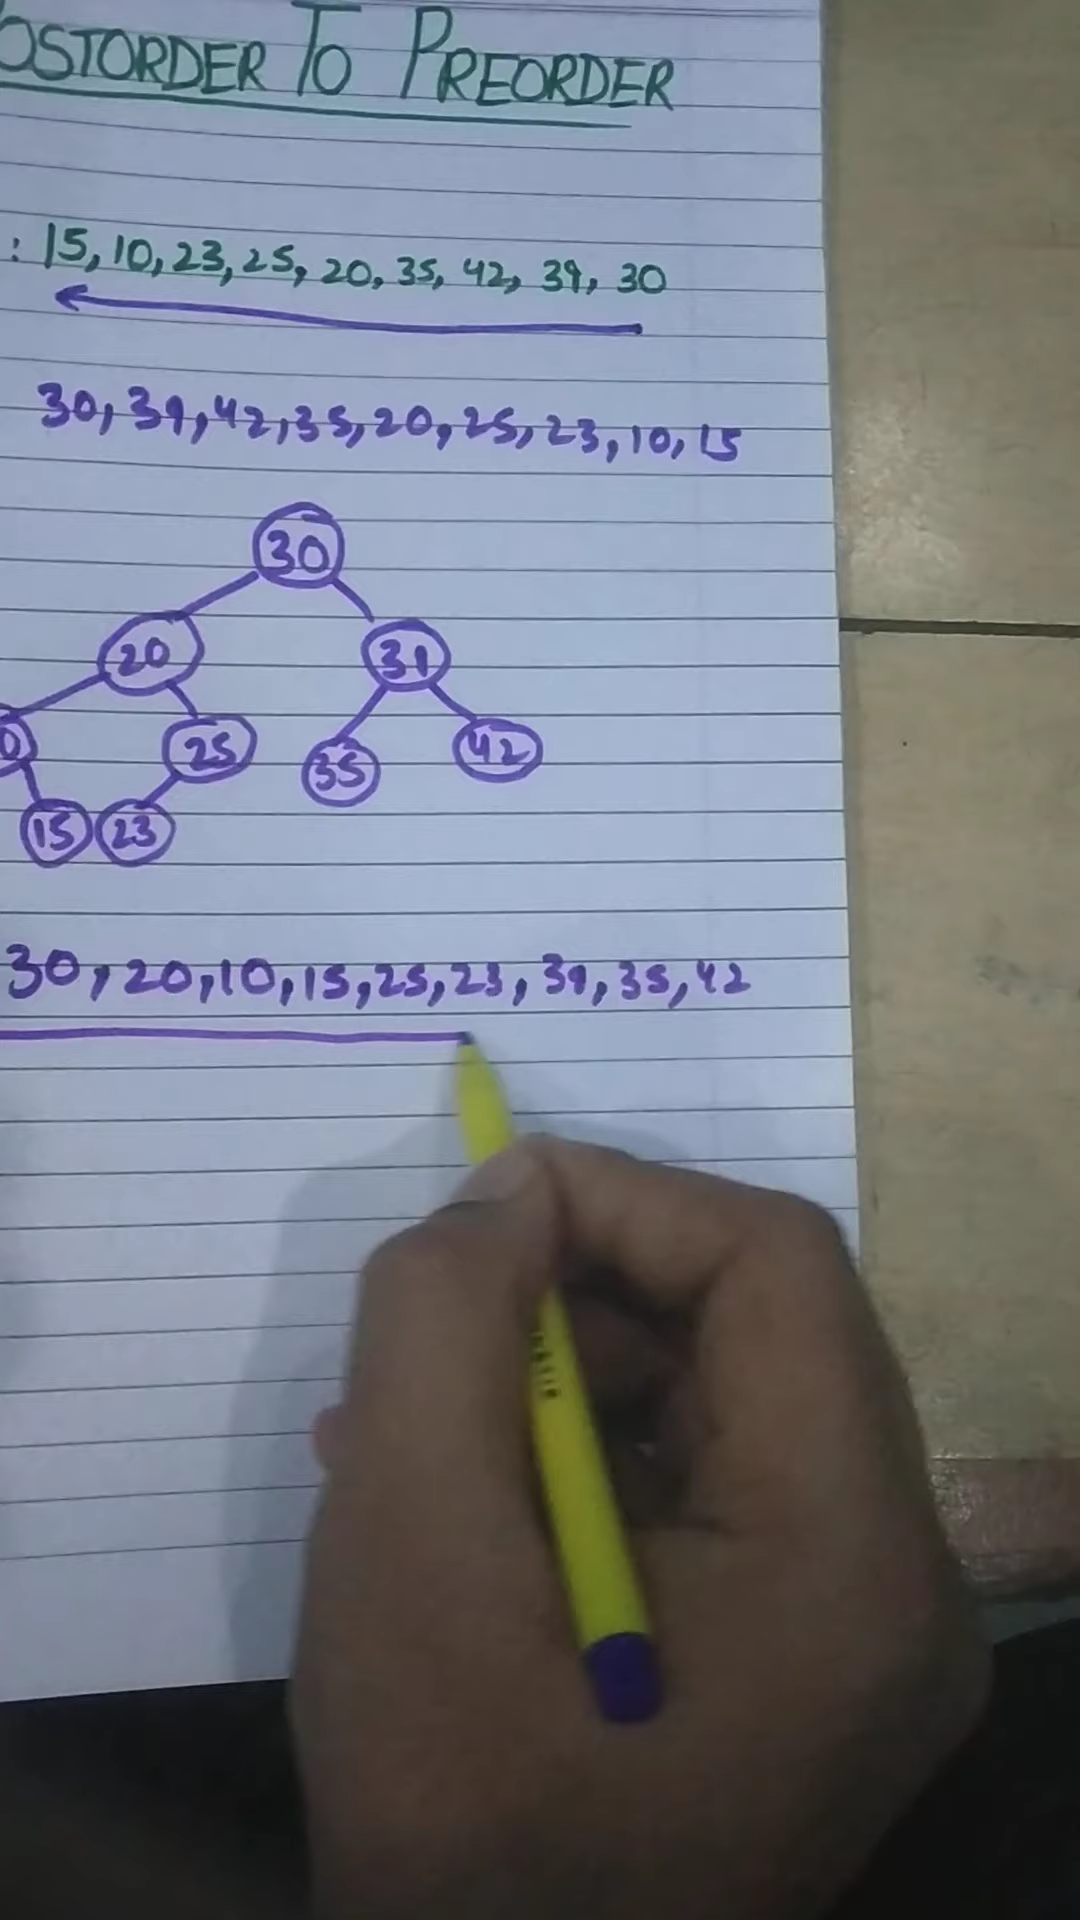 OSTORDER TO PREORDER
: 15, 10, 23, 25, 20, 35, 42, 39, 30
30, 39, 42, 35, 20, 25, 23, 10, 15
30
20 39
0 25 35 42
15 23
30, 20, 10, 15, 25, 23, 39, 35, 42